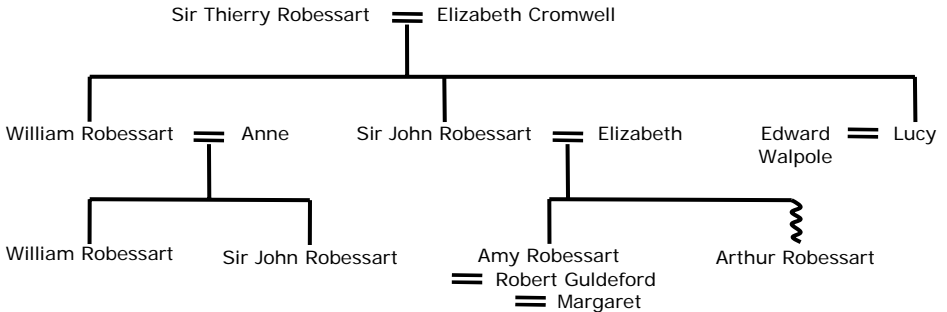 Sir Thierry Robessart Elizabeth Cromwell
William Robessart Anne Sir John Robessart Elizabeth Edward Lucy
Walpole
William Robessart Sir John Robessart Amy Robessart Arthur Robessart
Robert Guldeford
Margaret